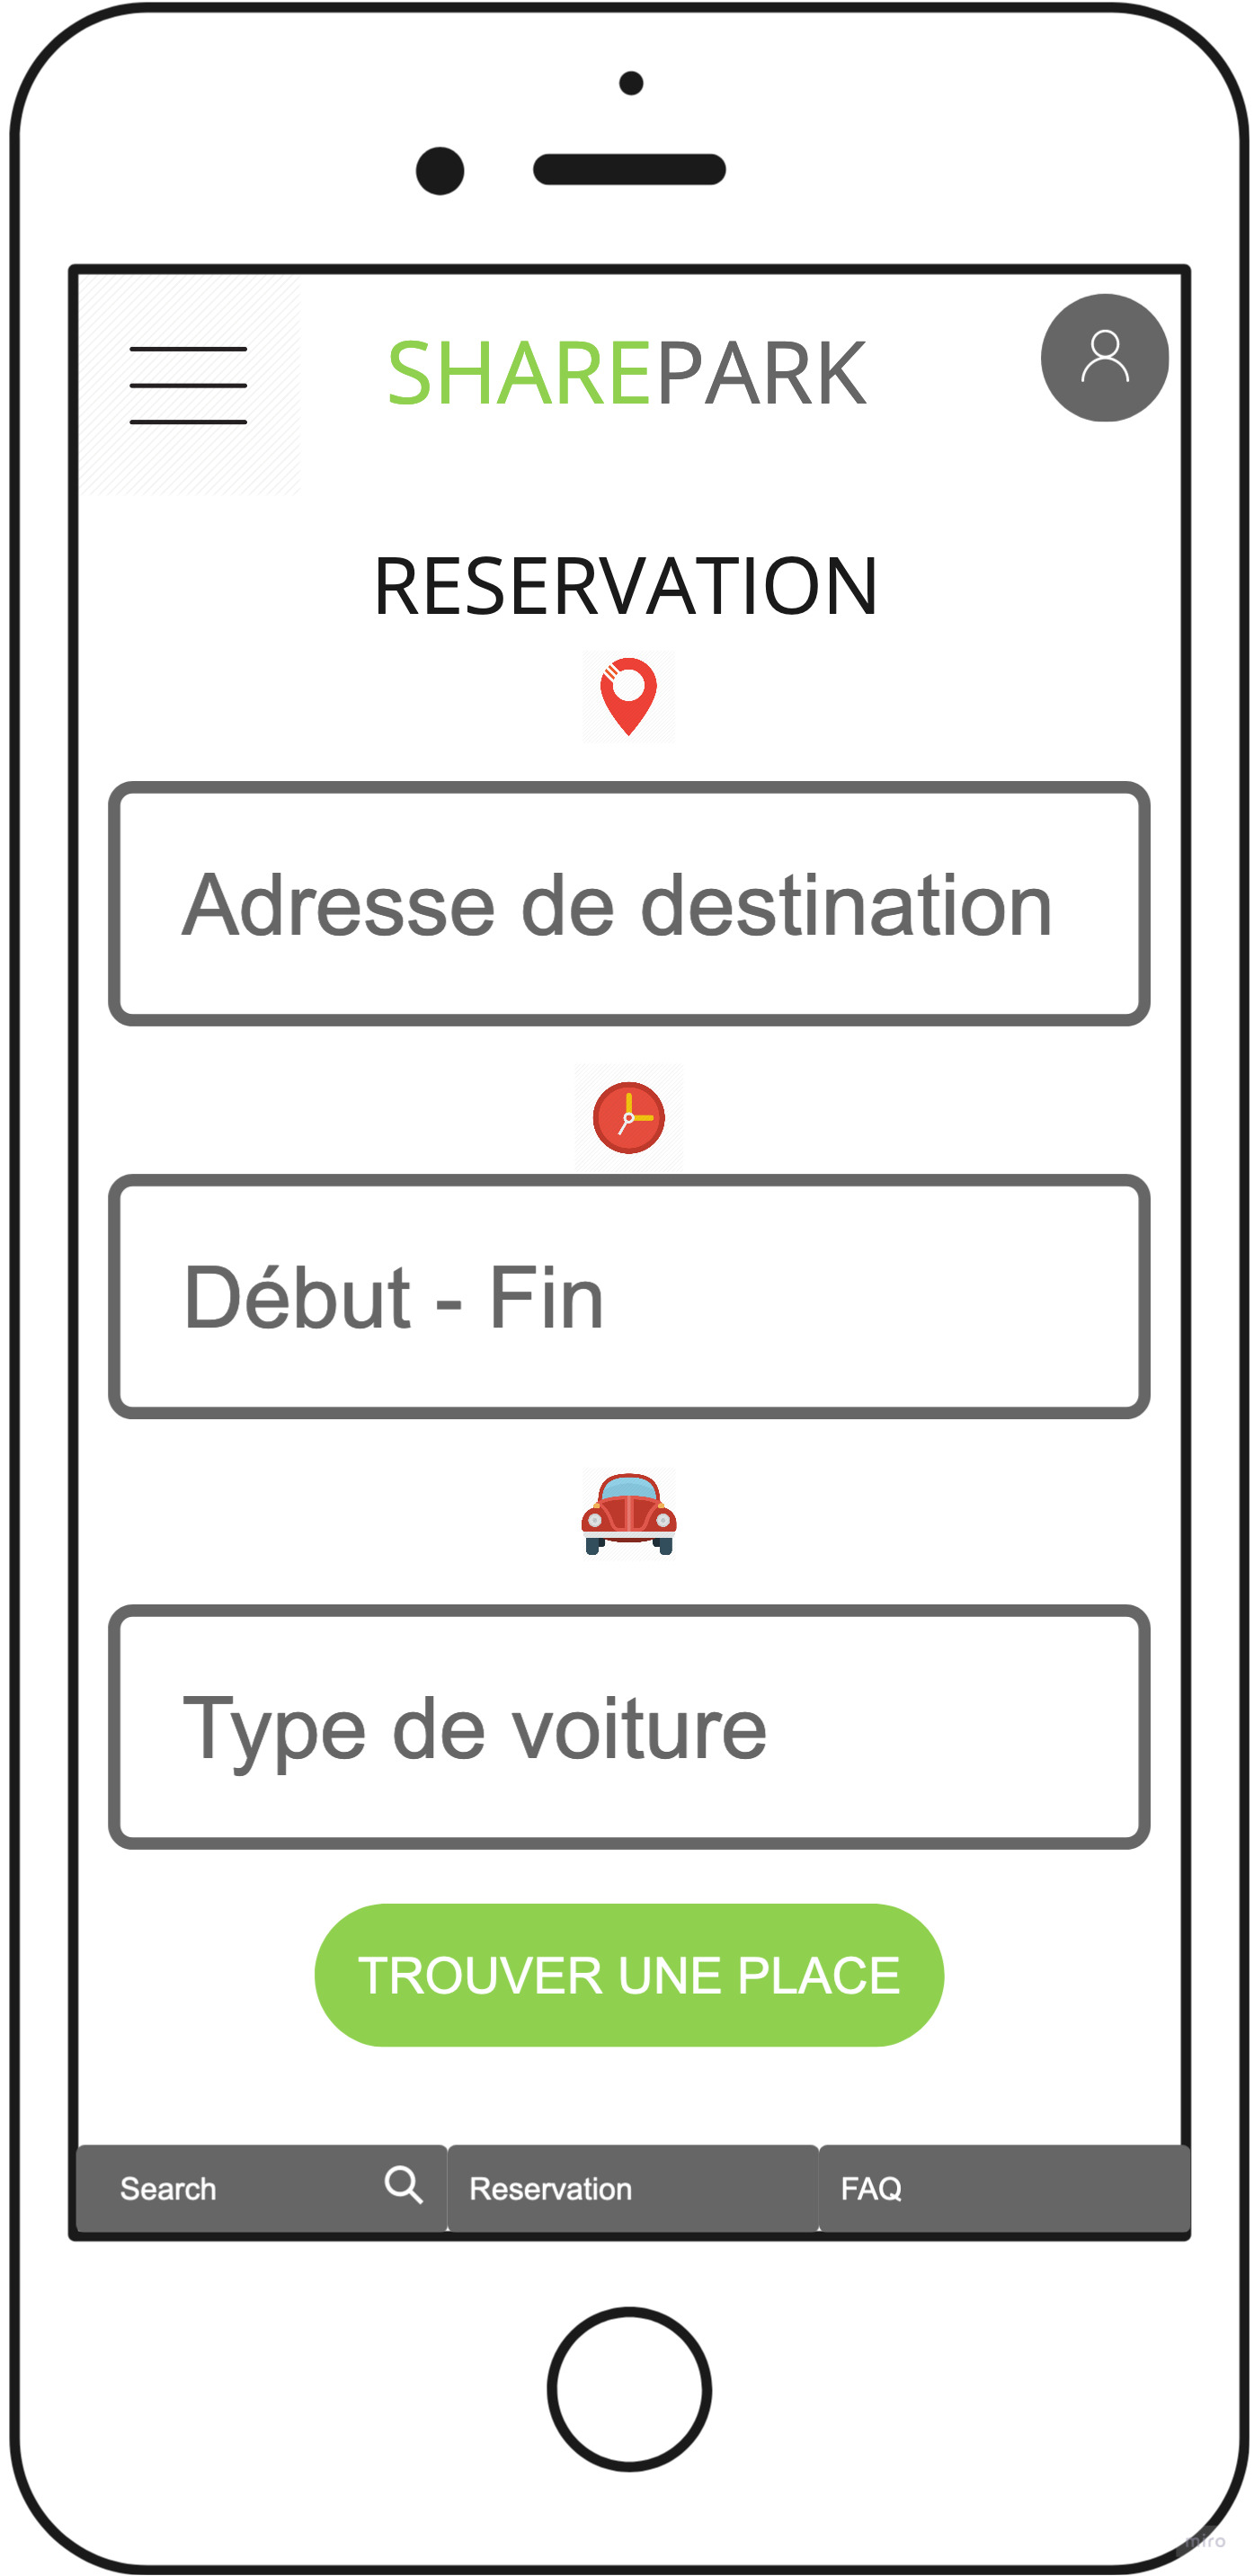 SHAREPARK
RESERVATION
Adresse de destination
Début - Fin
Type de voiture
TROUVER UNE PLACE
Search
Reservation
FAQ
miro